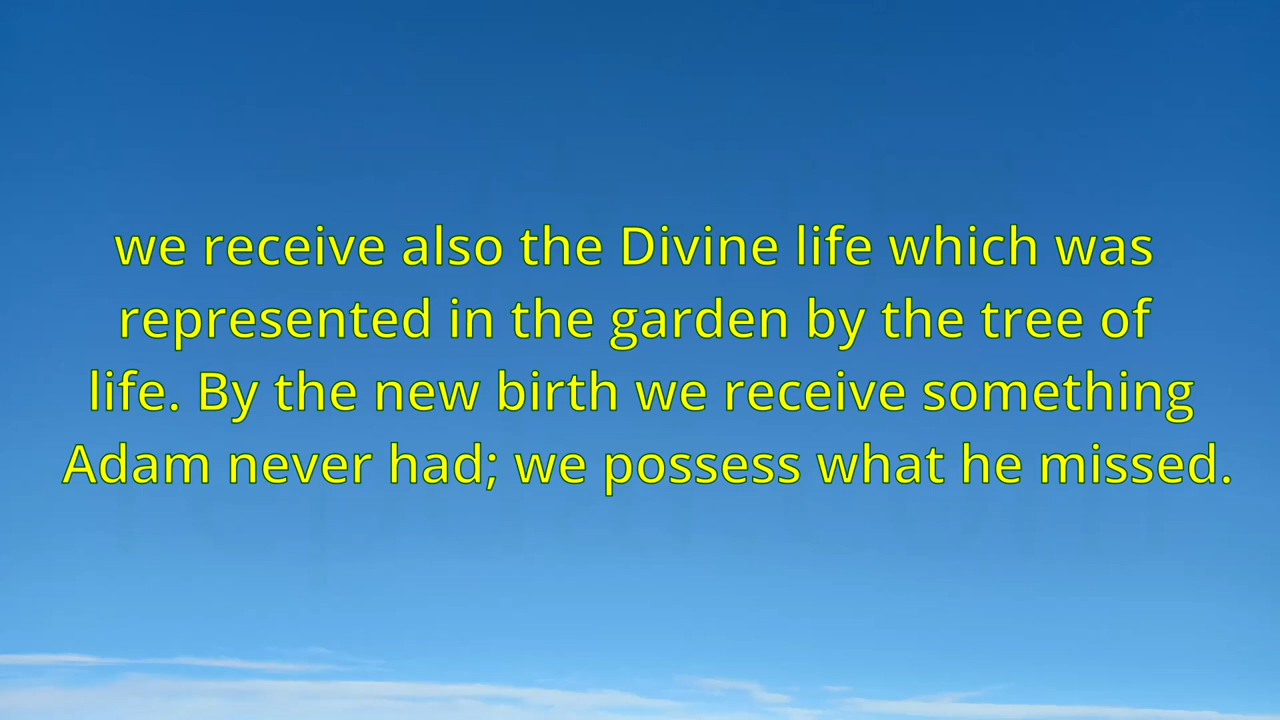 we receive also the Divine life which was
represented in the garden by the tree of
life. By the new birth we receive something
Adam never had; we possess what he missed.